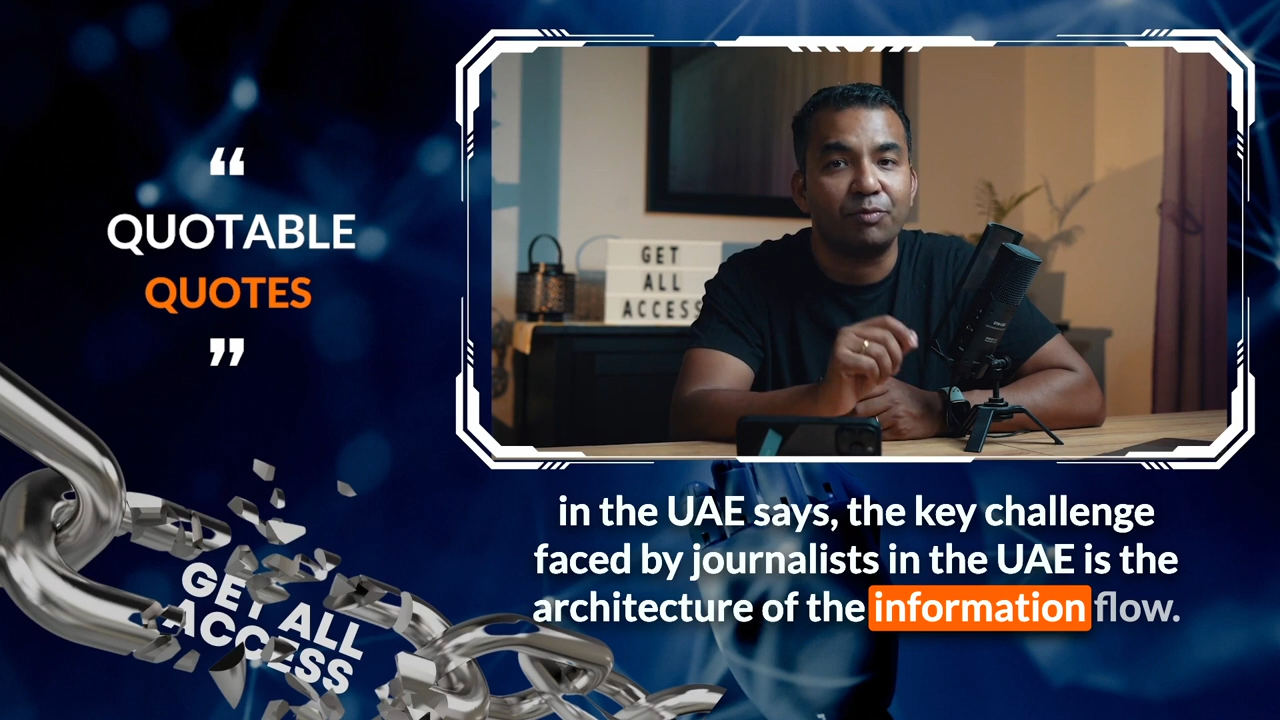 “
QUOTABLE
QUOTES
”
GET
ALL
ACCESS
in the UAE says, the key challenge
faced by journalists in the UAE is the
architecture of the information flow.
GET ALL
ACCESS